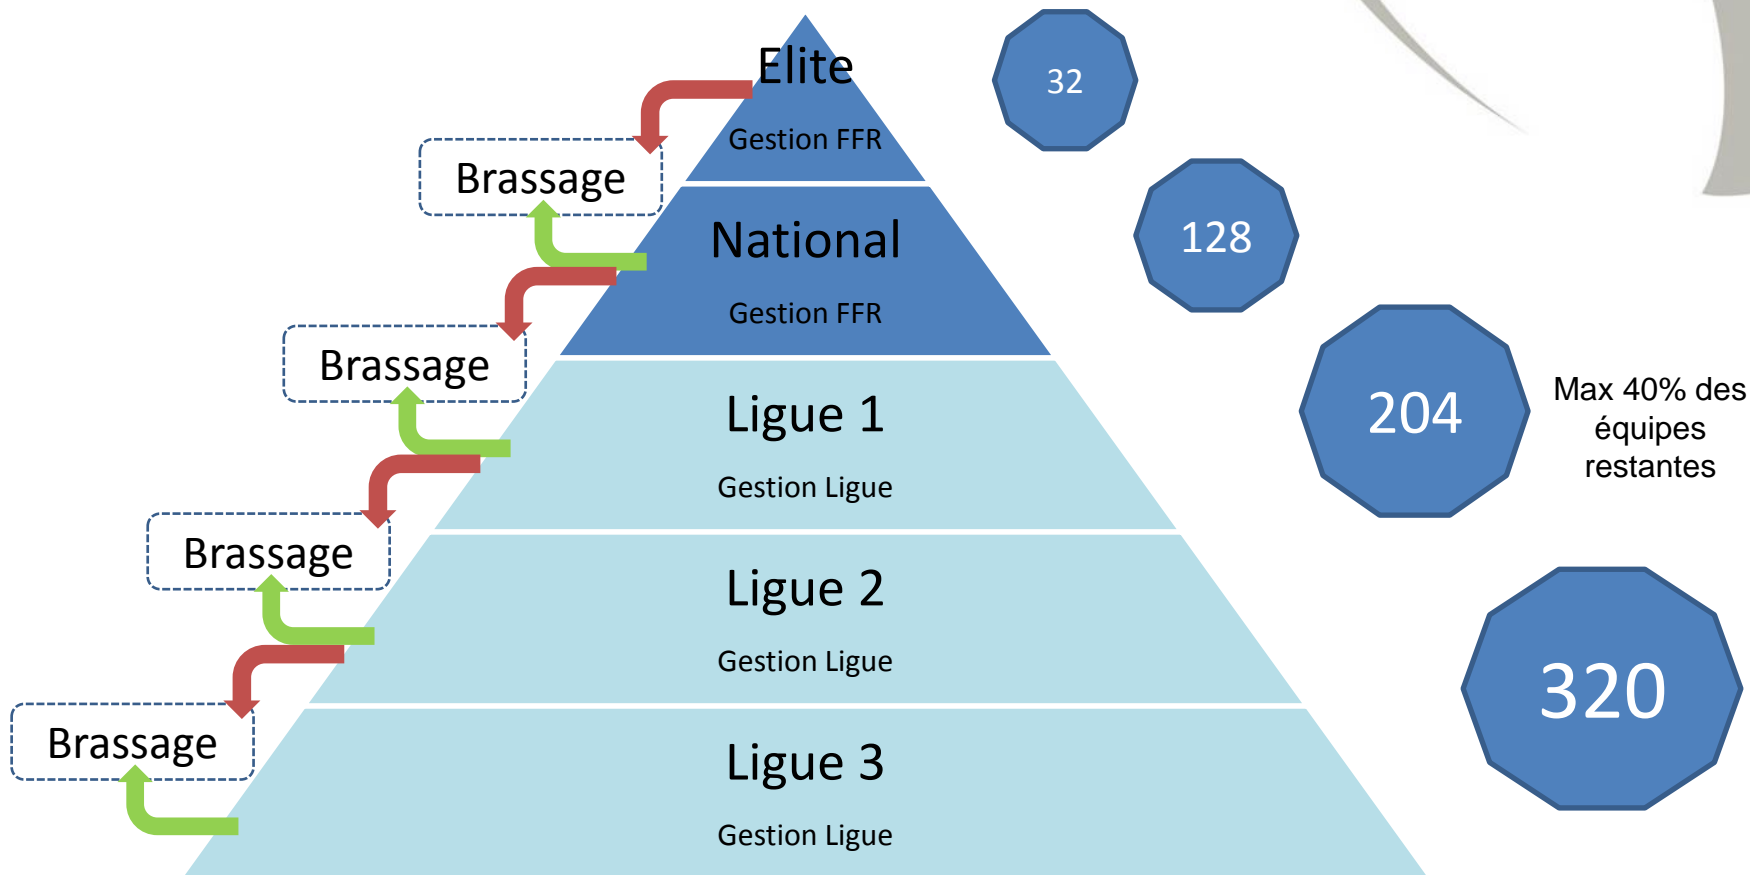 Elite
Gestion FFR
32
Brassage
National
Gestion FFR
128
Brassage
Ligue 1
Gestion Ligue
204
Max 40% des
équipes
restantes
Brassage
Ligue 2
Gestion Ligue
320
Brassage
Ligue 3
Gestion Ligue